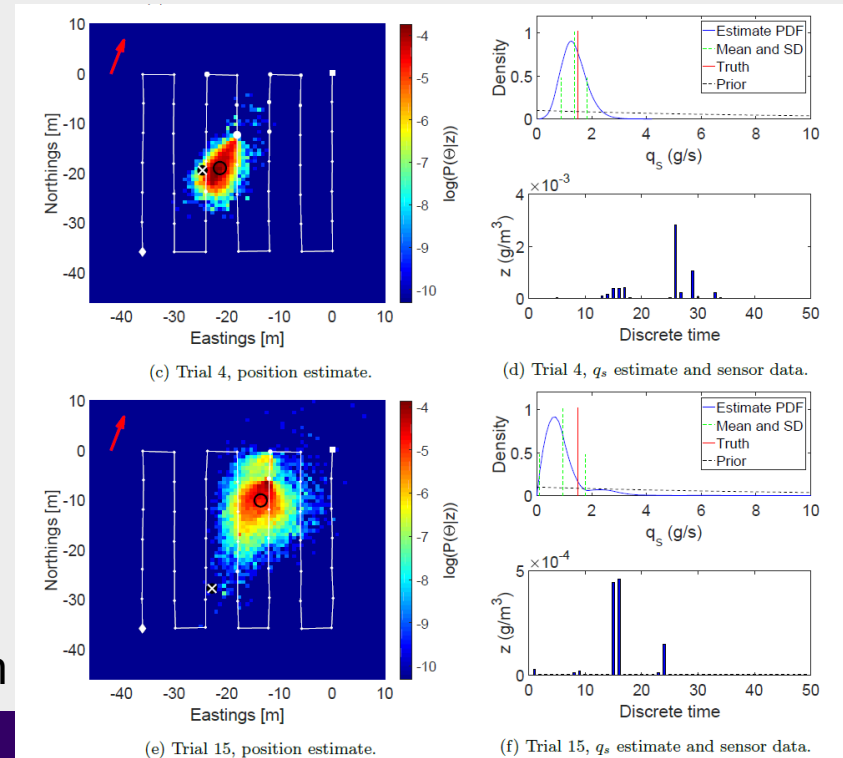 10
0
-10
-20
-30
-40
Northings [m]
-40 -30 -20 -10 0 10
Eastings [m]
-4
-5
-6
-7
-8
-9
-10
log(P(Θ|z))
(c) Trial 4, position estimate.
1
0.5
0
Density
Estimate PDF
Mean and SD
Truth
Prior
0 2 4 6 8 10
q_s (g/s)
×10⁻³
4
2
0
z (g/m³)
0 10 20 30 40 50
Discrete time
(d) Trial 4, q_s estimate and sensor data.
10
0
-10
-20
-30
-40
Northings [m]
-40 -30 -20 -10 0 10
Eastings [m]
-4
-5
-6
-7
-8
-9
-10
log(P(Θ|z))
(e) Trial 15, position estimate.
1
0.5
0
Density
Estimate PDF
Mean and SD
Truth
Prior
0 2 4 6 8 10
q_s (g/s)
×10⁻⁴
5
0
z (g/m³)
0 10 20 30 40 50
Discrete time
(f) Trial 15, q_s estimate and sensor data.